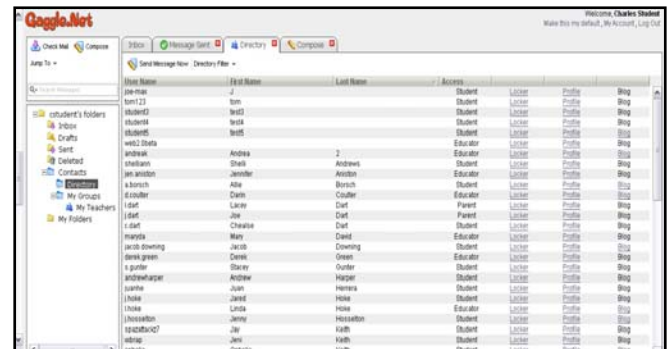 Gaggle.Net
Welcome, Charles Student
Make this my default , My Account , Log Out
Check Mail Compose
Jump To
Search Messages
cstudent's folders
Inbox
Drafts
Sent
Deleted
Contacts
Directory
My Groups
My Teachers
My Folders
Inbox Message Sent Directory Compose
Send Message Now Directory Filter
User Name First Name Last Name Access
joe-max J Student Locker Profile Blog
tom123 tom Student Locker Profile Blog
student3 test3 Student Locker Profile Blog
student4 test4 Student Locker Profile Blog
student5 test5 Student Locker Profile Blog
web2.0beta Educator Locker Profile Blog
andreak Andrea 2 Educator Locker Profile Blog
shelliann Shelli Andrews Student Locker Profile Blog
jen.aniston Jennifer Aniston Educator Locker Profile Blog
a.borsch Allie Borsch Student Locker Profile Blog
d.coulter Darin Coulter Educator Locker Profile Blog
l.dart Lacey Dart Parent Locker Profile Blog
j.dart Joe Dart Parent Locker Profile Blog
c.dart Chealse Dart Student Locker Profile Blog
maryda Mary David Educator Locker Profile Blog
jacob.downing Jacob Downing Student Locker Profile Blog
derek.green Derek Green Educator Locker Profile Blog
s.gunter Stacey Gunter Student Locker Profile Blog
andrewharper Andrew Harper Student Locker Profile Blog
juanhe Juan Herrera Student Locker Profile Blog
j.hoke Jared Hoke Student Locker Profile Blog
l.hoke Linda Hoke Educator Locker Profile Blog
j.hosselton Jenny Hosselton Student Locker Profile Blog
spazattackz7 Jay Keith Student Locker Profile Blog
Jeni Keith Student Locker Profile Blog